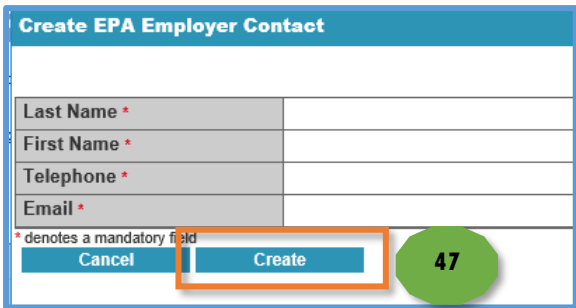 Create EPA Employer Contact
Last Name *
First Name *
Telephone *
Email *
* denotes a mandatory field
Cancel Create 47